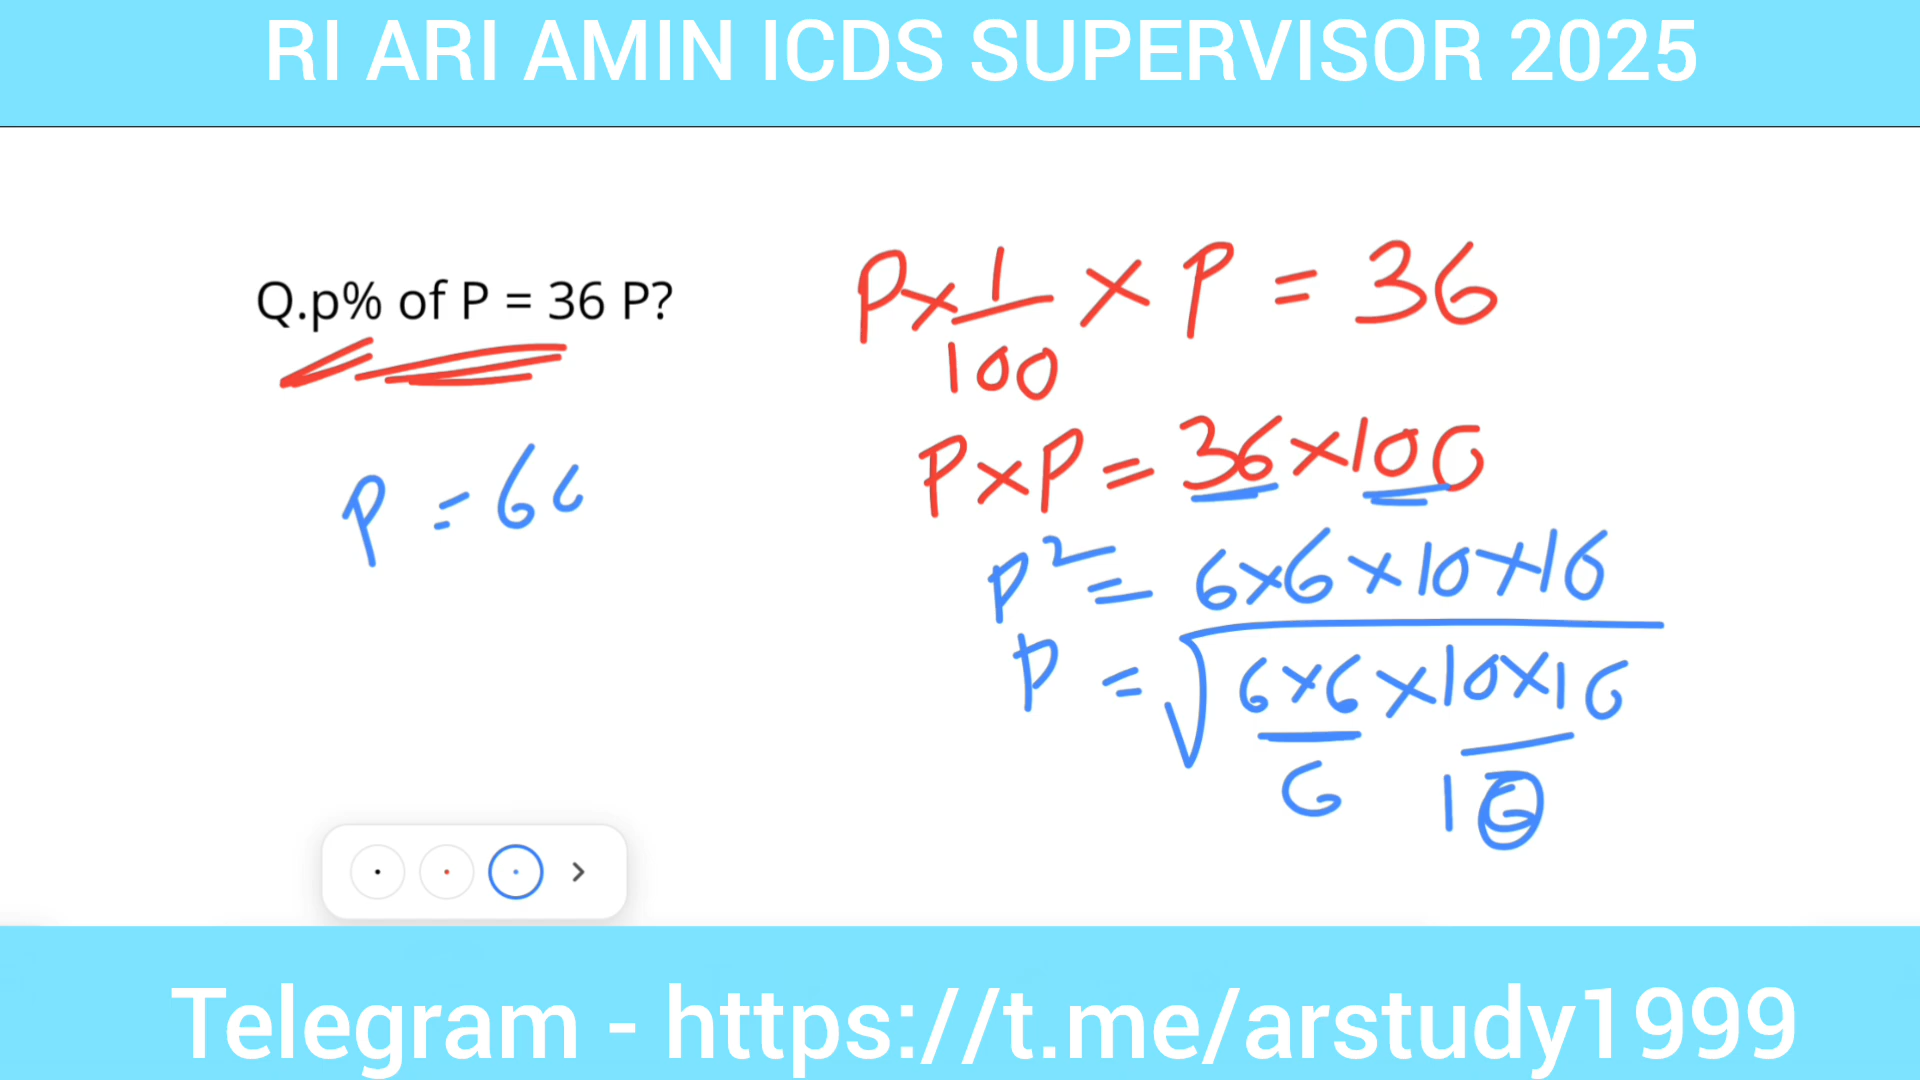 RI ARI AMIN ICDS SUPERVISOR 2025
Q.p% of P = 36 P?
P = 60
P × 1/100 × P = 36
P × P = 36 × 100
P² = 6 × 6 × 10 × 10
P = √6 × 6 × 10 × 10
6 10
Telegram - https://t.me/arstudy1999